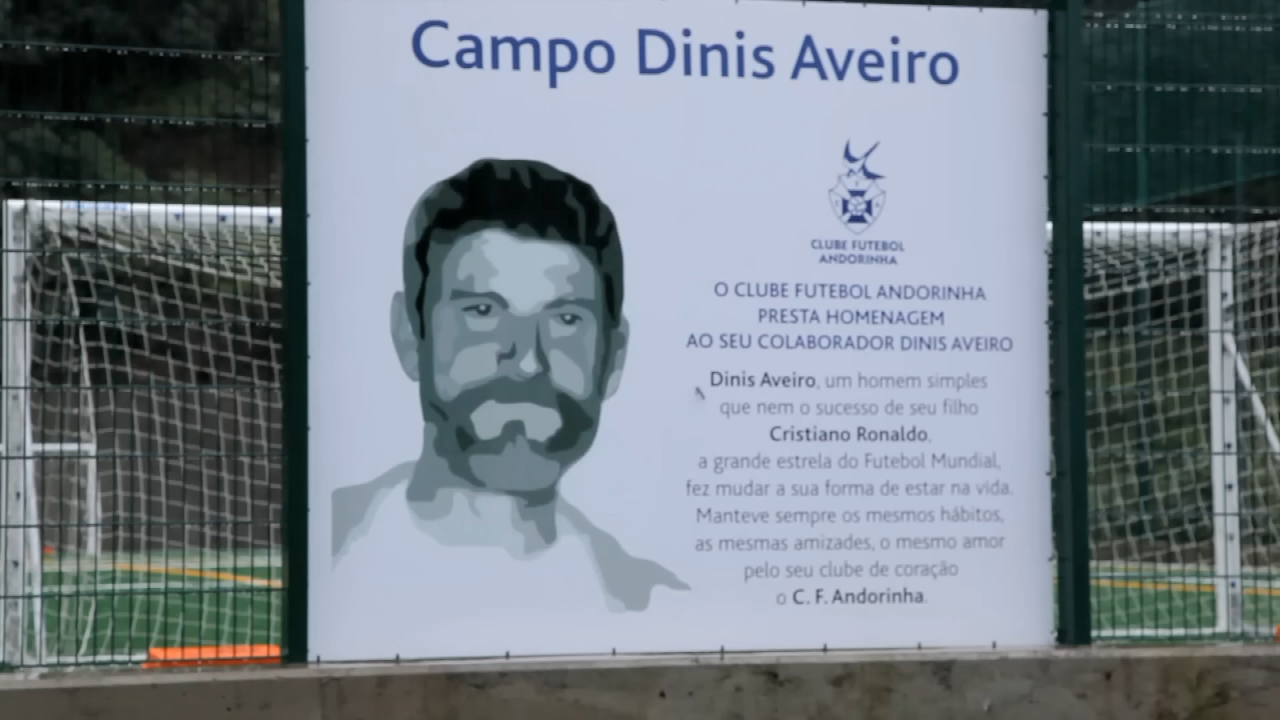 Campo Dinis Aveiro
CLUBE FUTEBOL
ANDORINHA
O CLUBE FUTEBOL ANDORINHA
PRESTA HOMENAGEM
AO SEU COLABORADOR DINIS AVEIRO
Dinis Aveiro, um homem simples
que nem o sucesso de seu filho
Cristiano Ronaldo,
a grande estrela do Futebol Mundial,
fez mudar a sua forma de estar na vida.
Manteve sempre os mesmos hábitos,
as mesmas amizades, o mesmo amor
pelo seu clube de coração
o C. F. Andorinha.